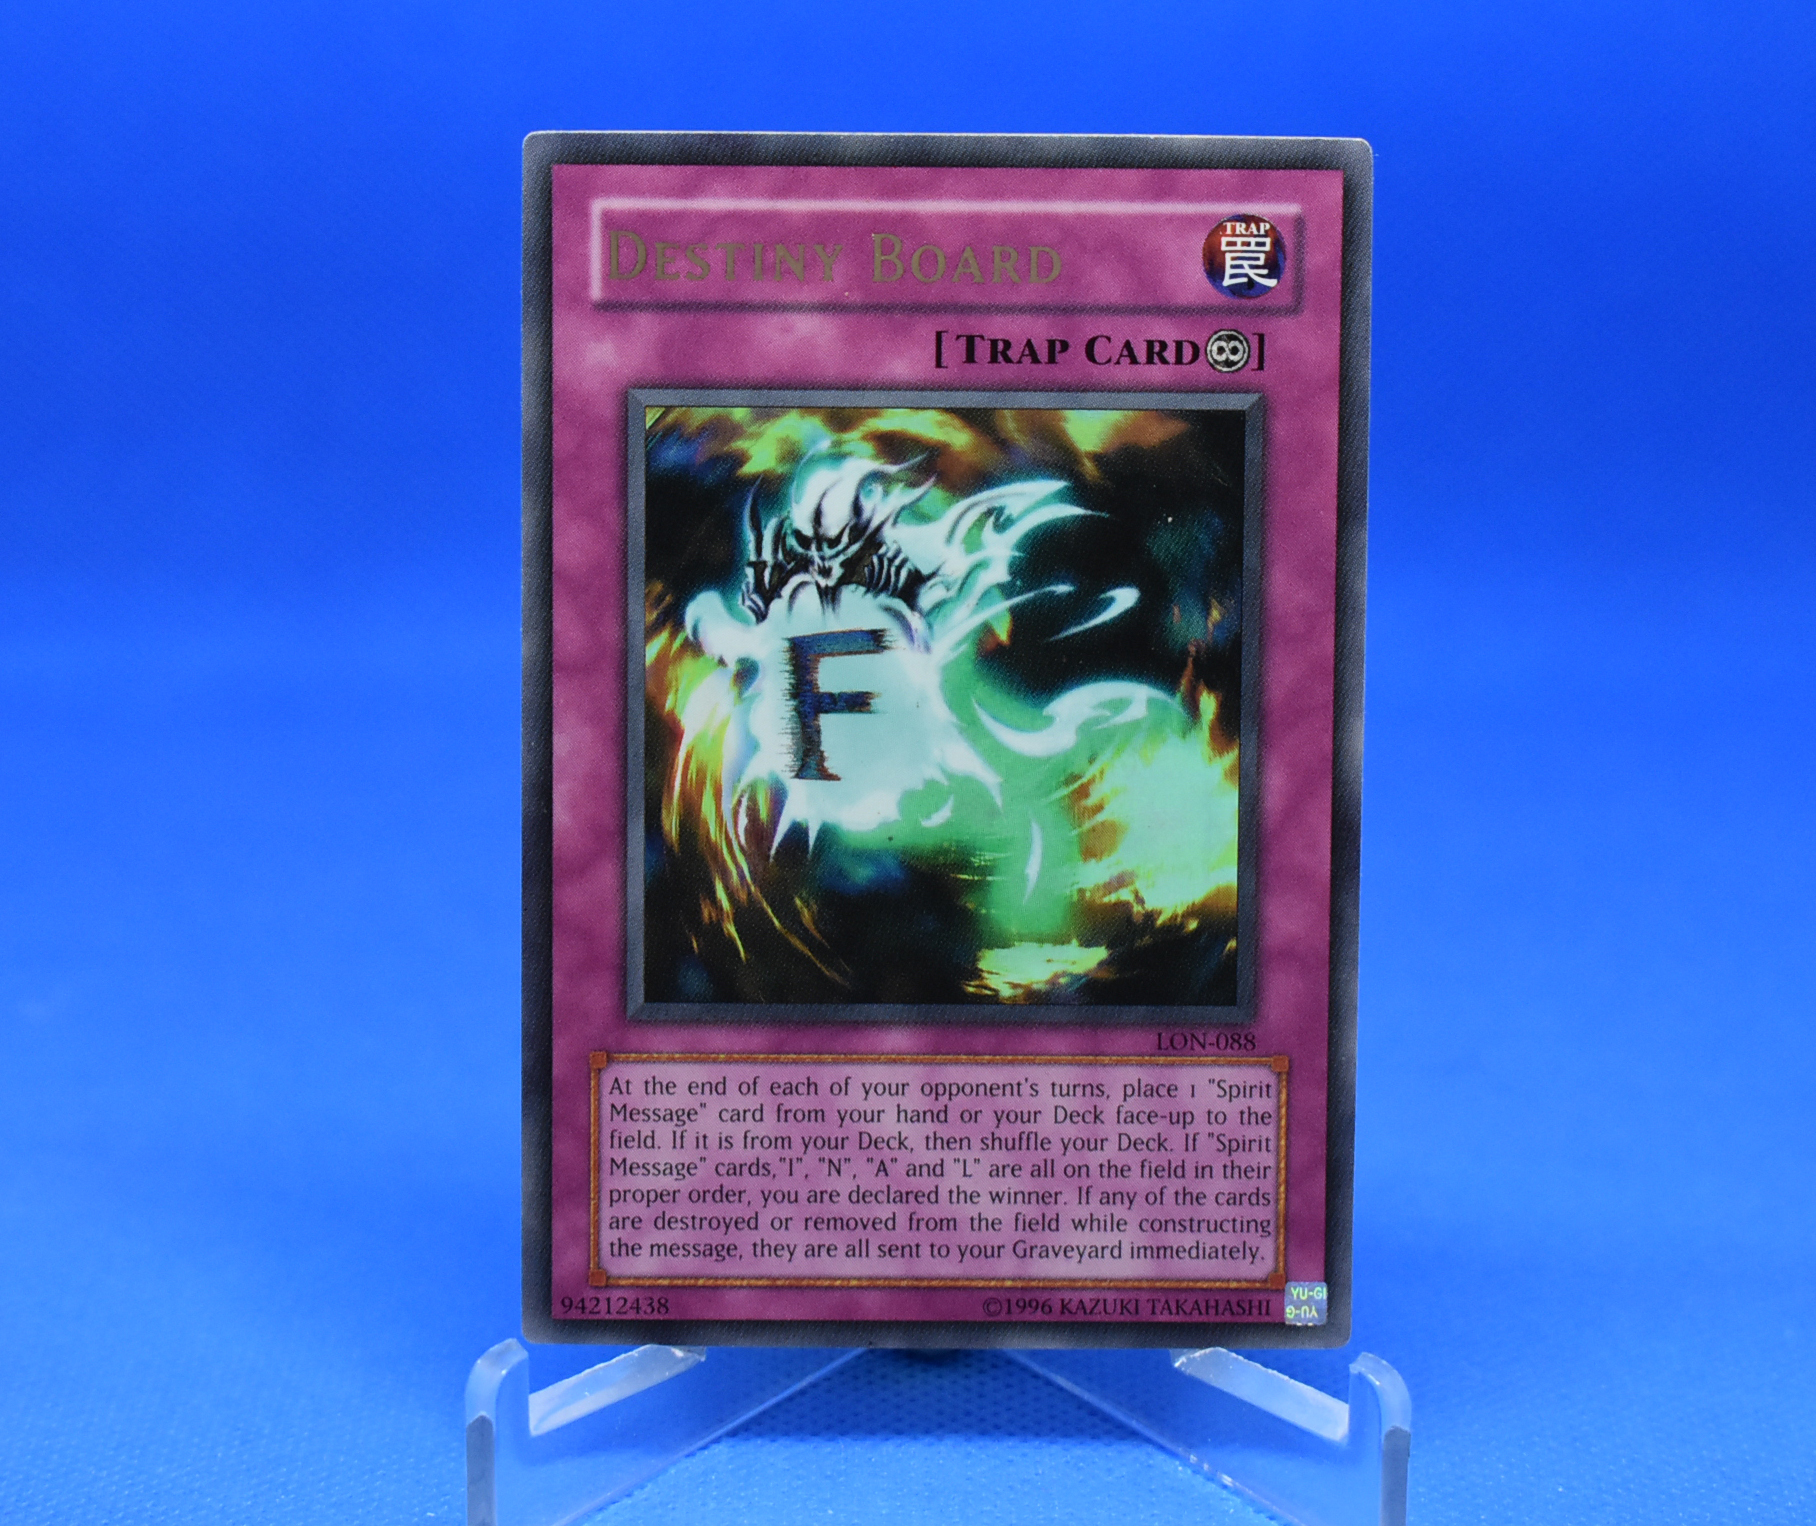 DESTINY BOARD
TRAP
罠
[TRAP CARD∞]
F
LON-088
At the end of each of your opponent's turns, place 1 "Spirit
Message" card from your hand or your Deck face-up to the
field. If it is from your Deck, then shuffle your Deck. If "Spirit
Message" cards,"I", "N", "A" and "L" are all on the field in their
proper order, you are declared the winner. If any of the cards
are destroyed or removed from the field while constructing
the message, they are all sent to your Graveyard immediately.
94212438
©1996 KAZUKI TAKAHASHI
YU-GI
YU-G